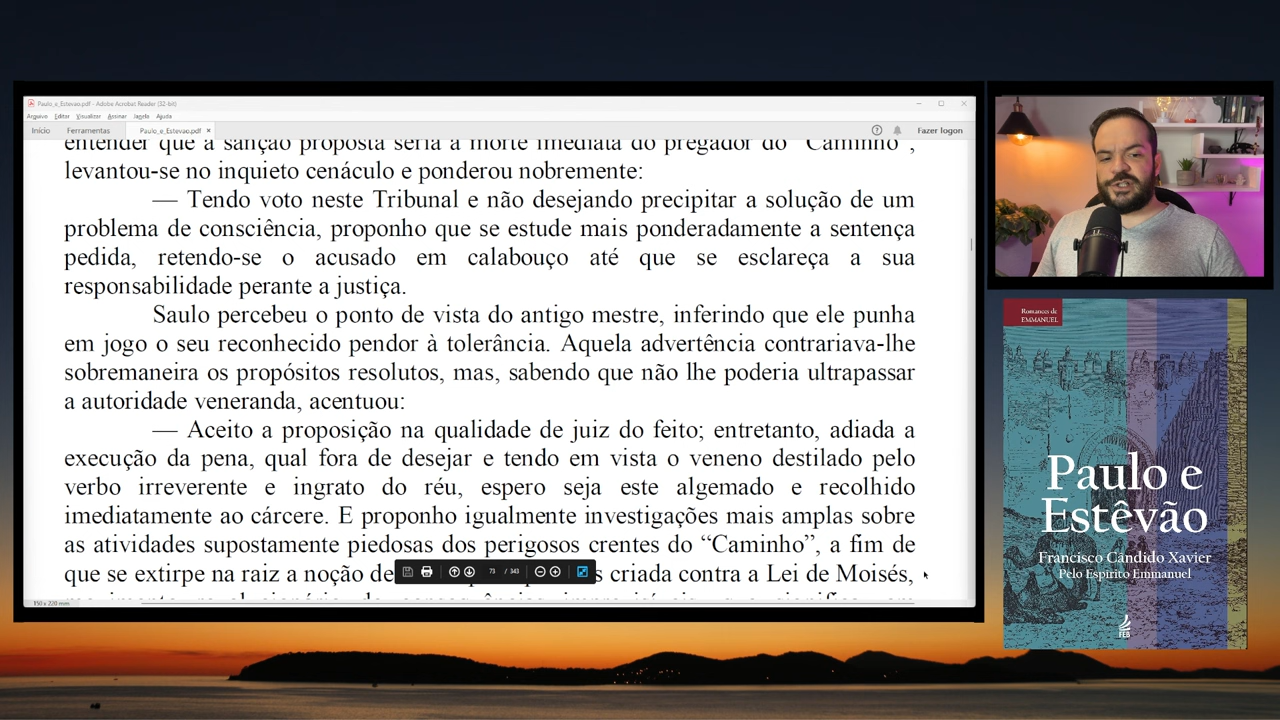 Paulo_e_Estevao.pdf - Adobe Acrobat Reader (32-bit)
Arquivo Editar Visualizar Assinar Janela Ajuda
Início Ferramentas Paulo_e_Estevao.pdf × Fazer logon
entender que a sanção proposta seria a morte imediata do pregador do “Caminho”,
levantou-se no inquieto cenáculo e ponderou nobremente:
— Tendo voto neste Tribunal e não desejando precipitar a solução de um
problema de consciência, proponho que se estude mais ponderadamente a sentença
pedida, retendo-se o acusado em calabouço até que se esclareça a sua
responsabilidade perante a justiça.
Saulo percebeu o ponto de vista do antigo mestre, inferindo que ele punha
em jogo o seu reconhecido pendor à tolerância. Aquela advertência contrariava-lhe
sobremaneira os propósitos resolutos, mas, sabendo que não lhe poderia ultrapassar
a autoridade veneranda, acentuou:
— Aceito a proposição na qualidade de juiz do feito; entretanto, adiada a
execução da pena, qual fora de desejar e tendo em vista o veneno destilado pelo
verbo irreverente e ingrato do réu, espero seja este algemado e recolhido
imediatamente ao cárcere. E proponho igualmente investigações mais amplas sobre
as atividades supostamente piedosas dos perigosos crentes do “Caminho”, a fim de
que se extirpe na raiz a noção de s criada contra a Lei de Moisés,
73 / 343
150 x 220 mm
Romances de
EMMANUEL
Paulo e
Estêvão
Francisco Cândido Xavier
Pelo Espírito Emmanuel
FEB